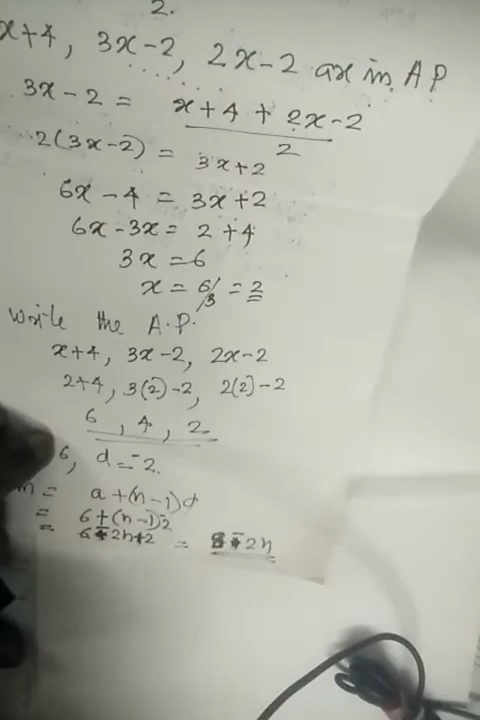 2.
x+4, 3x-2, 2x-2 are in A P
3x-2 = x+4+2x-2 / 2
2(3x-2) = 3x+2
6x-4 = 3x+2
6x-3x = 2+4
3x = 6
x = 6/3 = 2
Write the A.P.
x+4, 3x-2, 2x-2
2+4, 3(2)-2, 2(2)-2
6, 4, 2
6, d=-2.
= a+(n-1)d
= 6+(n-1)-2
= 6-2n+2 = 8-2n